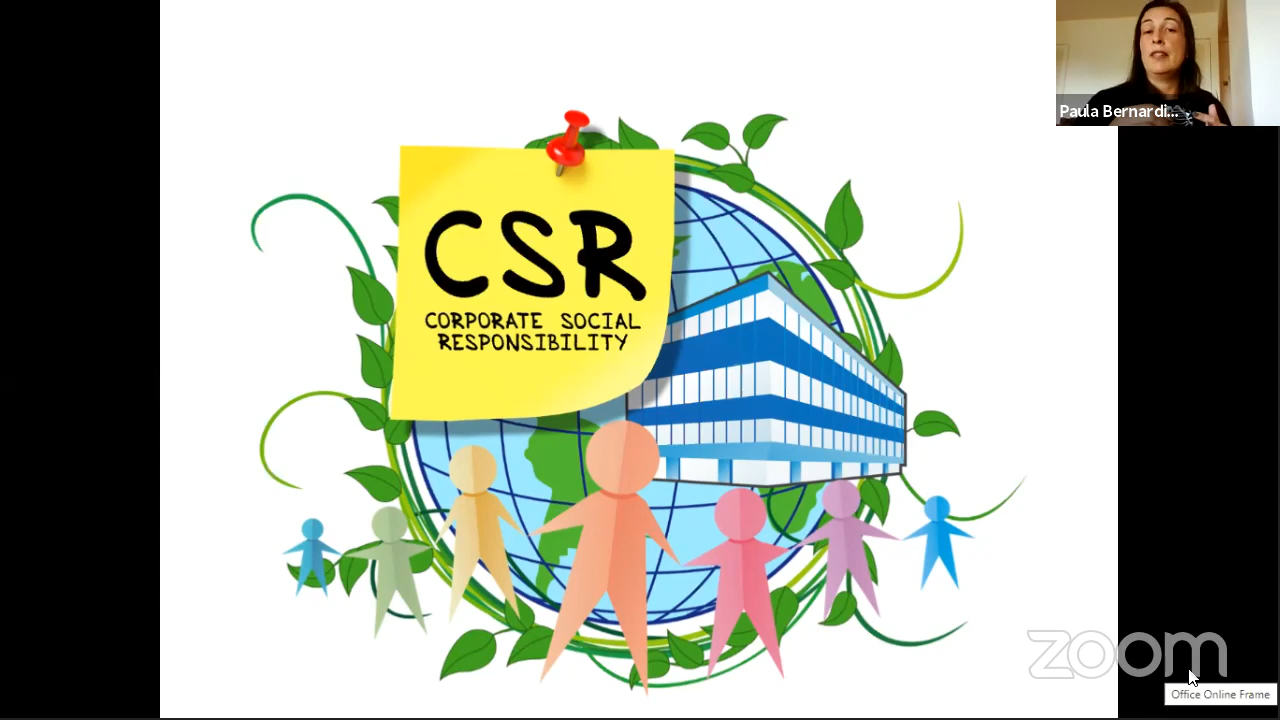 Paula Bernardi...
CSR
CORPORATE SOCIAL
RESPONSIBILITY
zoom
Office Online Frame